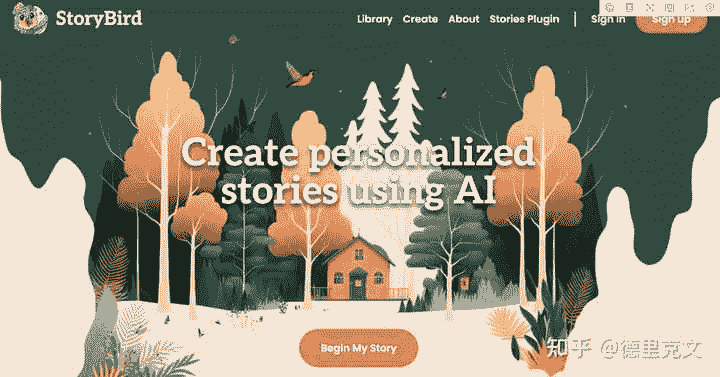 StoryBird
Library Create About Stories Plugin | Sign in Sign up
Create personalized
stories using AI
Begin My Story
知乎 @德里克文